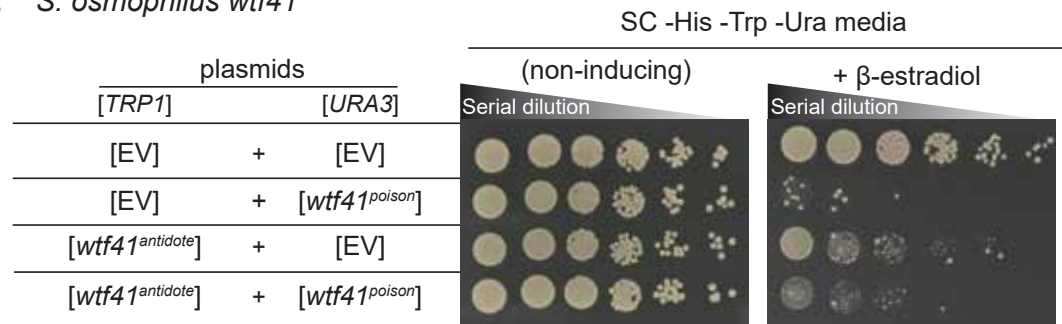 S. osmophilus wtf41
SC -His -Trp -Ura media
plasmids
(non-inducing)
+ β-estradiol
[TRP1] [URA3]
Serial dilution
Serial dilution
[EV] + [EV]
[EV] + [wtf41poison]
[wtf41antidote] + [EV]
[wtf41antidote] + [wtf41poison]